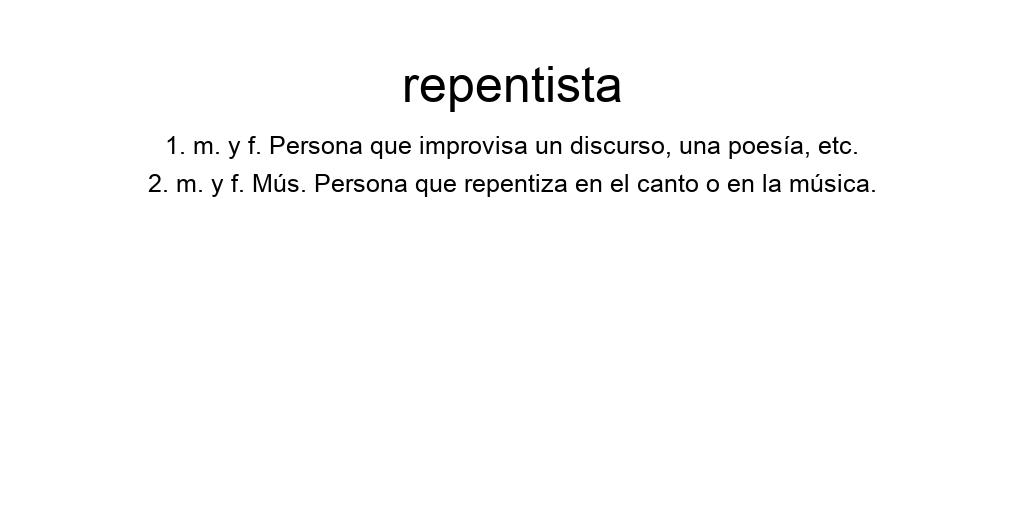 repentista
1. m. y f. Persona que improvisa un discurso, una poesía, etc.
2. m. y f. Mús. Persona que repentiza en el canto o en la música.